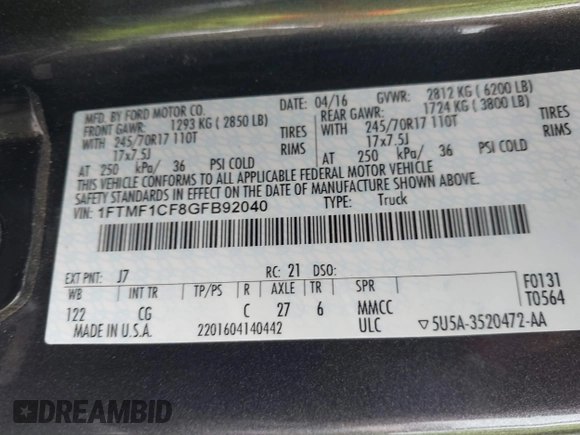 MFD. BY FORD MOTOR CO.
DATE: 04/16 GVWR: 2812 KG ( 6200 LB)
FRONT GAWR: 1293 KG ( 2850 LB) REAR GAWR: 1724 KG ( 3800 LB)
WITH 245/70R17 110T TIRES WITH 245/70R17 110T TIRES
17x7.5J RIMS 17x7.5J RIMS
AT 250 kPa/ 36 PSI COLD AT 250 kPa/ 36 PSI COLD
THIS VEHICLE CONFORMS TO ALL APPLICABLE FEDERAL MOTOR VEHICLE
SAFETY STANDARDS IN EFFECT ON THE DATE OF MANUFACTURE SHOWN ABOVE.
VIN: 1FTMF1CF8GFB92040 TYPE: Truck
EXT PNT: J7 RC: 21 DSO: F0131
WB INT TR TP/PS R AXLE TR SPR T0564
122 CG C 27 6 MMCC
MADE IN U.S.A. 2201604140442 ULC ▽5U5A-3520472-AA
DREAMBID